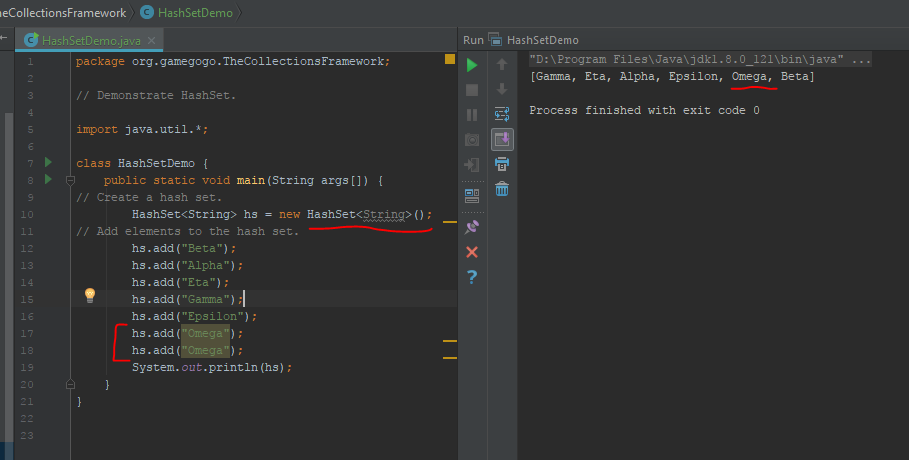 TheCollectionsFramework HashSetDemo
HashSetDemo.java
Run HashSetDemo
1 package org.gamegogo.TheCollectionsFramework;
2
3 // Demonstrate HashSet.
4
5 import java.util.*;
6
7 class HashSetDemo {
8 public static void main(String args[]) {
9 // Create a hash set.
10 HashSet<String> hs = new HashSet<String>();
11 // Add elements to the hash set.
12 hs.add("Beta");
13 hs.add("Alpha");
14 hs.add("Eta");
15 hs.add("Gamma");
16 hs.add("Epsilon");
17 hs.add("Omega");
18 hs.add("Omega");
19 System.out.println(hs);
20 }
21 }
22
23
"D:\Program Files\Java\jdk1.8.0_121\bin\java" ...
[Gamma, Eta, Alpha, Epsilon, Omega, Beta]
Process finished with exit code 0